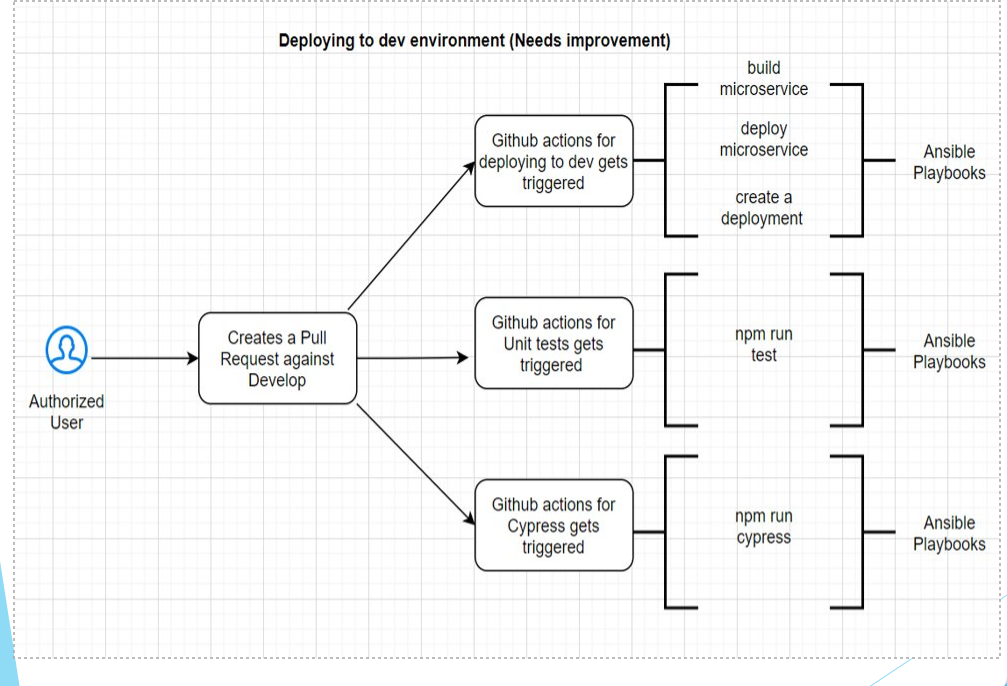 Deploying to dev environment (Needs improvement)
build
microservice
deploy
microservice
create a
deployment
Github actions for
deploying to dev gets
triggered
Ansible
Playbooks
Authorized
User
Creates a Pull
Request against
Develop
Github actions for
Unit tests gets
triggered
npm run
test
Ansible
Playbooks
Github actions for
Cypress gets
triggered
npm run
cypress
Ansible
Playbooks